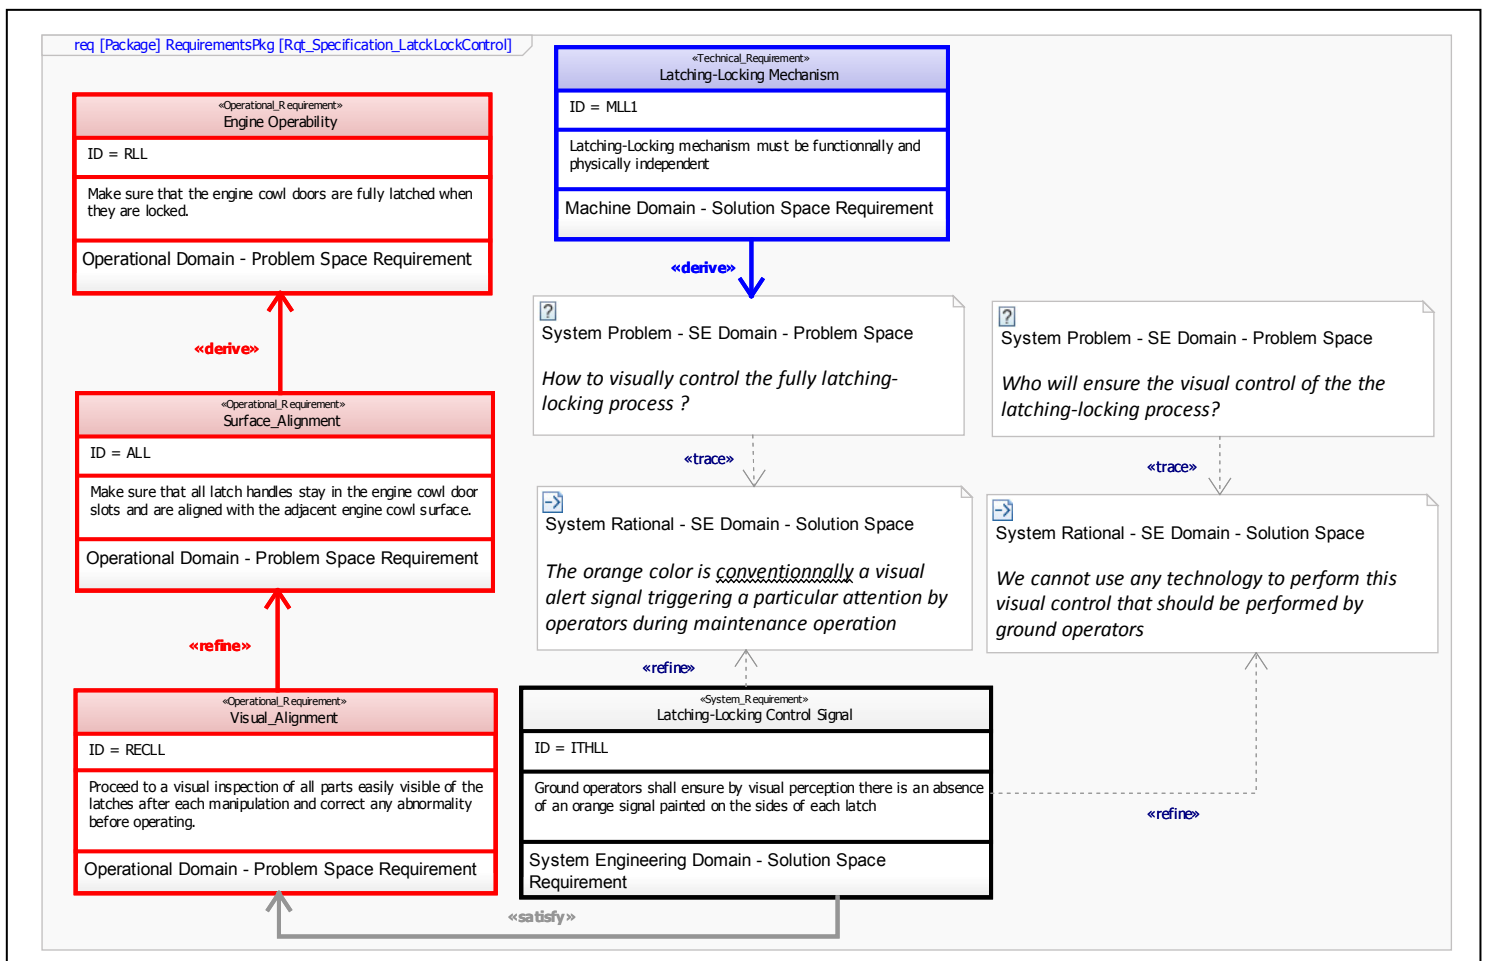 req [Package] RequirementsPkg [Rqt_Specification_LatckLockControl]
«Operational_Requirement»
Engine Operability
ID = RLL
Make sure that the engine cowl doors are fully latched when
they are locked.
Operational Domain - Problem Space Requirement
«derive»
«Operational_Requirement»
Surface_Alignment
ID = ALL
Make sure that all latch handles stay in the engine cowl door
slots and are aligned with the adjacent engine cowl surface.
Operational Domain - Problem Space Requirement
«refine»
«Operational_Requirement»
Visual_Alignment
ID = RECLL
Proceed to a visual inspection of all parts easily visible of the
latches after each manipulation and correct any abnormality
before operating.
Operational Domain - Problem Space Requirement
«Technical_Requirement»
Latching-Locking Mechanism
ID = MLL1
Latching-Locking mechanism must be functionnally and
physically independent
Machine Domain - Solution Space Requirement
«derive»
System Problem - SE Domain - Problem Space
How to visually control the fully latching-
locking process ?
«trace»
System Rational - SE Domain - Solution Space
The orange color is conventionnally a visual
alert signal triggering a particular attention by
operators during maintenance operation
«refine»
«System_Requirement»
Latching-Locking Control Signal
ID = ITHLL
Ground operators shall ensure by visual perception there is an absence
of an orange signal painted on the sides of each latch
System Engineering Domain - Solution Space
Requirement
«satisfy»
System Problem - SE Domain - Problem Space
Who will ensure the visual control of the the
latching-locking process?
«trace»
System Rational - SE Domain - Solution Space
We cannot use any technology to perform this
visual control that should be performed by
ground operators
«refine»